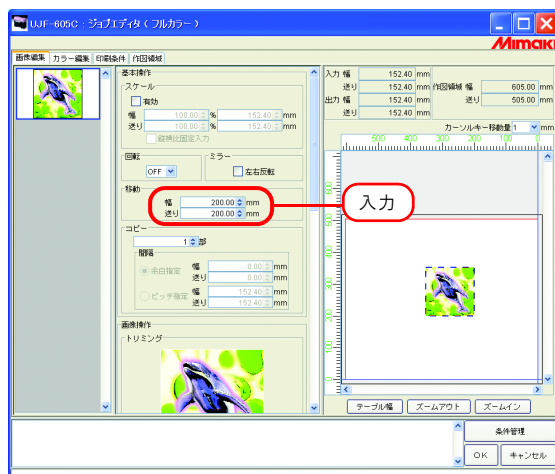 UJF-605C : ジョブエディタ ( フルカラー )
Mimaki
画像編集 カラー編集 印刷条件 作図領域
基本操作
スケール
有効
幅 100.00 % 152.40 mm
送り 100.00 % 152.40 mm
縦横比固定入力
回転
OFF
ミラー
左右反転
移動
幅 200.00 mm
送り 200.00 mm
コピー
1 部
間隔
余白指定 幅 0.00 mm
送り 0.00 mm
ピッチ指定 幅 152.40 mm
送り 152.40 mm
画像操作
トリミング
入力 幅 152.40 mm
送り 152.40 mm 作図領域 幅 605.00 mm
出力 幅 152.40 mm 送り 505.00 mm
送り 152.40 mm
カーソルキー移動量 1 mm
500 400 300 200 100 0
500
400
300
200
100
0
入力
テーブル幅 ズームアウト ズームイン
条件管理
OK キャンセル